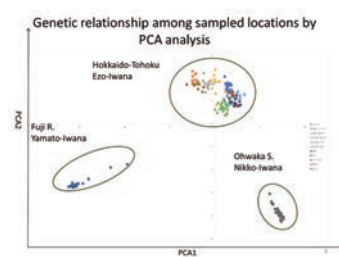 Genetic relationship among sampled locations by
PCA analysis
Hokkaido-Tohoku
Ezo-Iwana
PCA2
Fuji R.
Yamato-Iwana
Ohwaka S.
Nikko-Iwana
PCA1